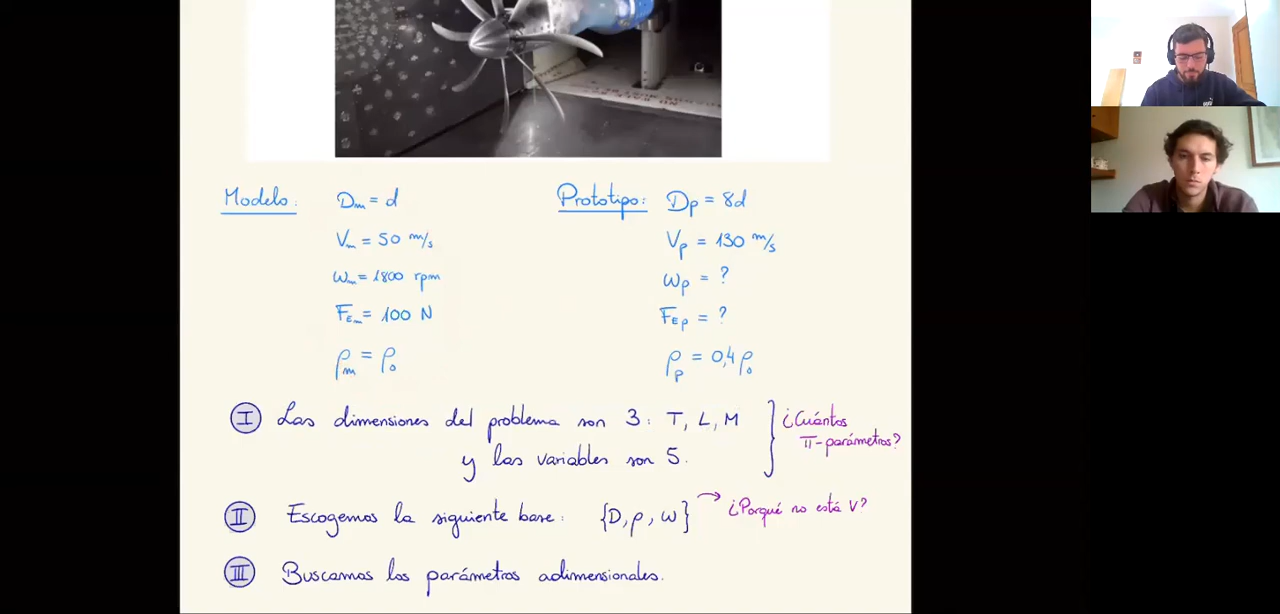 Modelo:
Dm = d
Vm = 50 m/s
ωm = 1800 rpm
FEm = 100 N
ρm = ρ0
Prototipo:
Dp = 8d
Vp = 130 m/s
ωp = ?
FEp = ?
ρp = 0,4ρ0
I Las dimensiones del problema son 3: T, L, M
y las variables son 5.
¿Cuántos
π-parámetros?
II Escogemos la siguiente base: {D, ρ, ω} → ¿Porqué no está V?
III Buscamos los parámetros adimensionales.